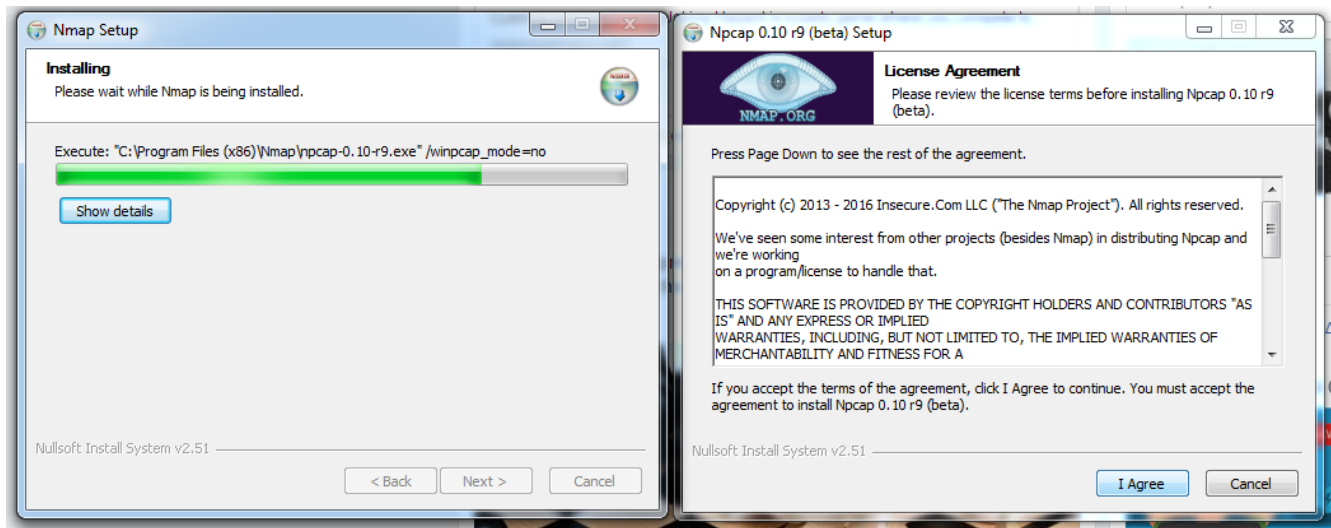 Nmap Setup
Installing
Please wait while Nmap is being installed.
Execute: "C:\Program Files (x86)\Nmap\npcap-0.10-r9.exe" /winpcap_mode=no
Show details
Nullsoft Install System v2.51
< Back
Next >
Cancel
Npcap 0.10 r9 (beta) Setup
NMAP.ORG
License Agreement
Please review the license terms before installing Npcap 0.10 r9
(beta).
Press Page Down to see the rest of the agreement.
Copyright (c) 2013 - 2016 Insecure.Com LLC ("The Nmap Project"). All rights reserved.
We've seen some interest from other projects (besides Nmap) in distributing Npcap and
we're working
on a program/license to handle that.
THIS SOFTWARE IS PROVIDED BY THE COPYRIGHT HOLDERS AND CONTRIBUTORS "AS
IS" AND ANY EXPRESS OR IMPLIED
WARRANTIES, INCLUDING, BUT NOT LIMITED TO, THE IMPLIED WARRANTIES OF
MERCHANTABILITY AND FITNESS FOR A
If you accept the terms of the agreement, click I Agree to continue. You must accept the
agreement to install Npcap 0.10 r9 (beta).
Nullsoft Install System v2.51
I Agree
Cancel